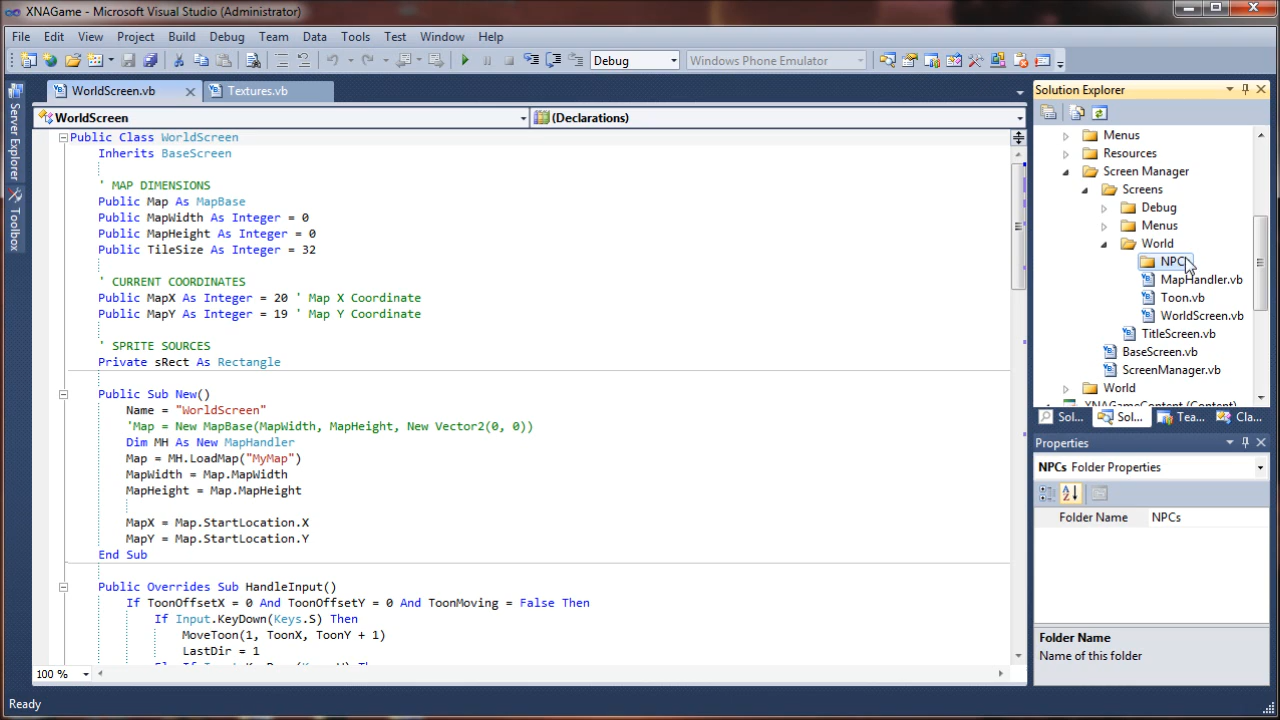 XNAGame - Microsoft Visual Studio (Administrator)
File Edit View Project Build Debug Team Data Tools Test Window Help
Debug Windows Phone Emulator
Server Explorer
Toolbox
WorldScreen.vb Textures.vb
WorldScreen (Declarations)
Public Class WorldScreen
Inherits BaseScreen
' MAP DIMENSIONS
Public Map As MapBase
Public MapWidth As Integer = 0
Public MapHeight As Integer = 0
Public TileSize As Integer = 32
' CURRENT COORDINATES
Public MapX As Integer = 20 ' Map X Coordinate
Public MapY As Integer = 19 ' Map Y Coordinate
' SPRITE SOURCES
Private sRect As Rectangle
Public Sub New()
Name = "WorldScreen"
'Map = New MapBase(MapWidth, MapHeight, New Vector2(0, 0))
Dim MH As New MapHandler
Map = MH.LoadMap("MyMap")
MapWidth = Map.MapWidth
MapHeight = Map.MapHeight
MapX = Map.StartLocation.X
MapY = Map.StartLocation.Y
End Sub
Public Overrides Sub HandleInput()
If ToonOffsetX = 0 And ToonOffsetY = 0 And ToonMoving = False Then
If Input.KeyDown(Keys.S) Then
MoveToon(1, ToonX, ToonY + 1)
LastDir = 1
100 %
Solution Explorer
Menus
Resources
Screen Manager
Screens
Debug
Menus
World
NPC
MapHandler.vb
Toon.vb
WorldScreen.vb
TitleScreen.vb
BaseScreen.vb
ScreenManager.vb
World
XNAGameContent (Content)
Sol... Sol... Tea... Cla...
Properties
NPCs Folder Properties
Folder Name NPCs
Folder Name
Name of this folder
Ready